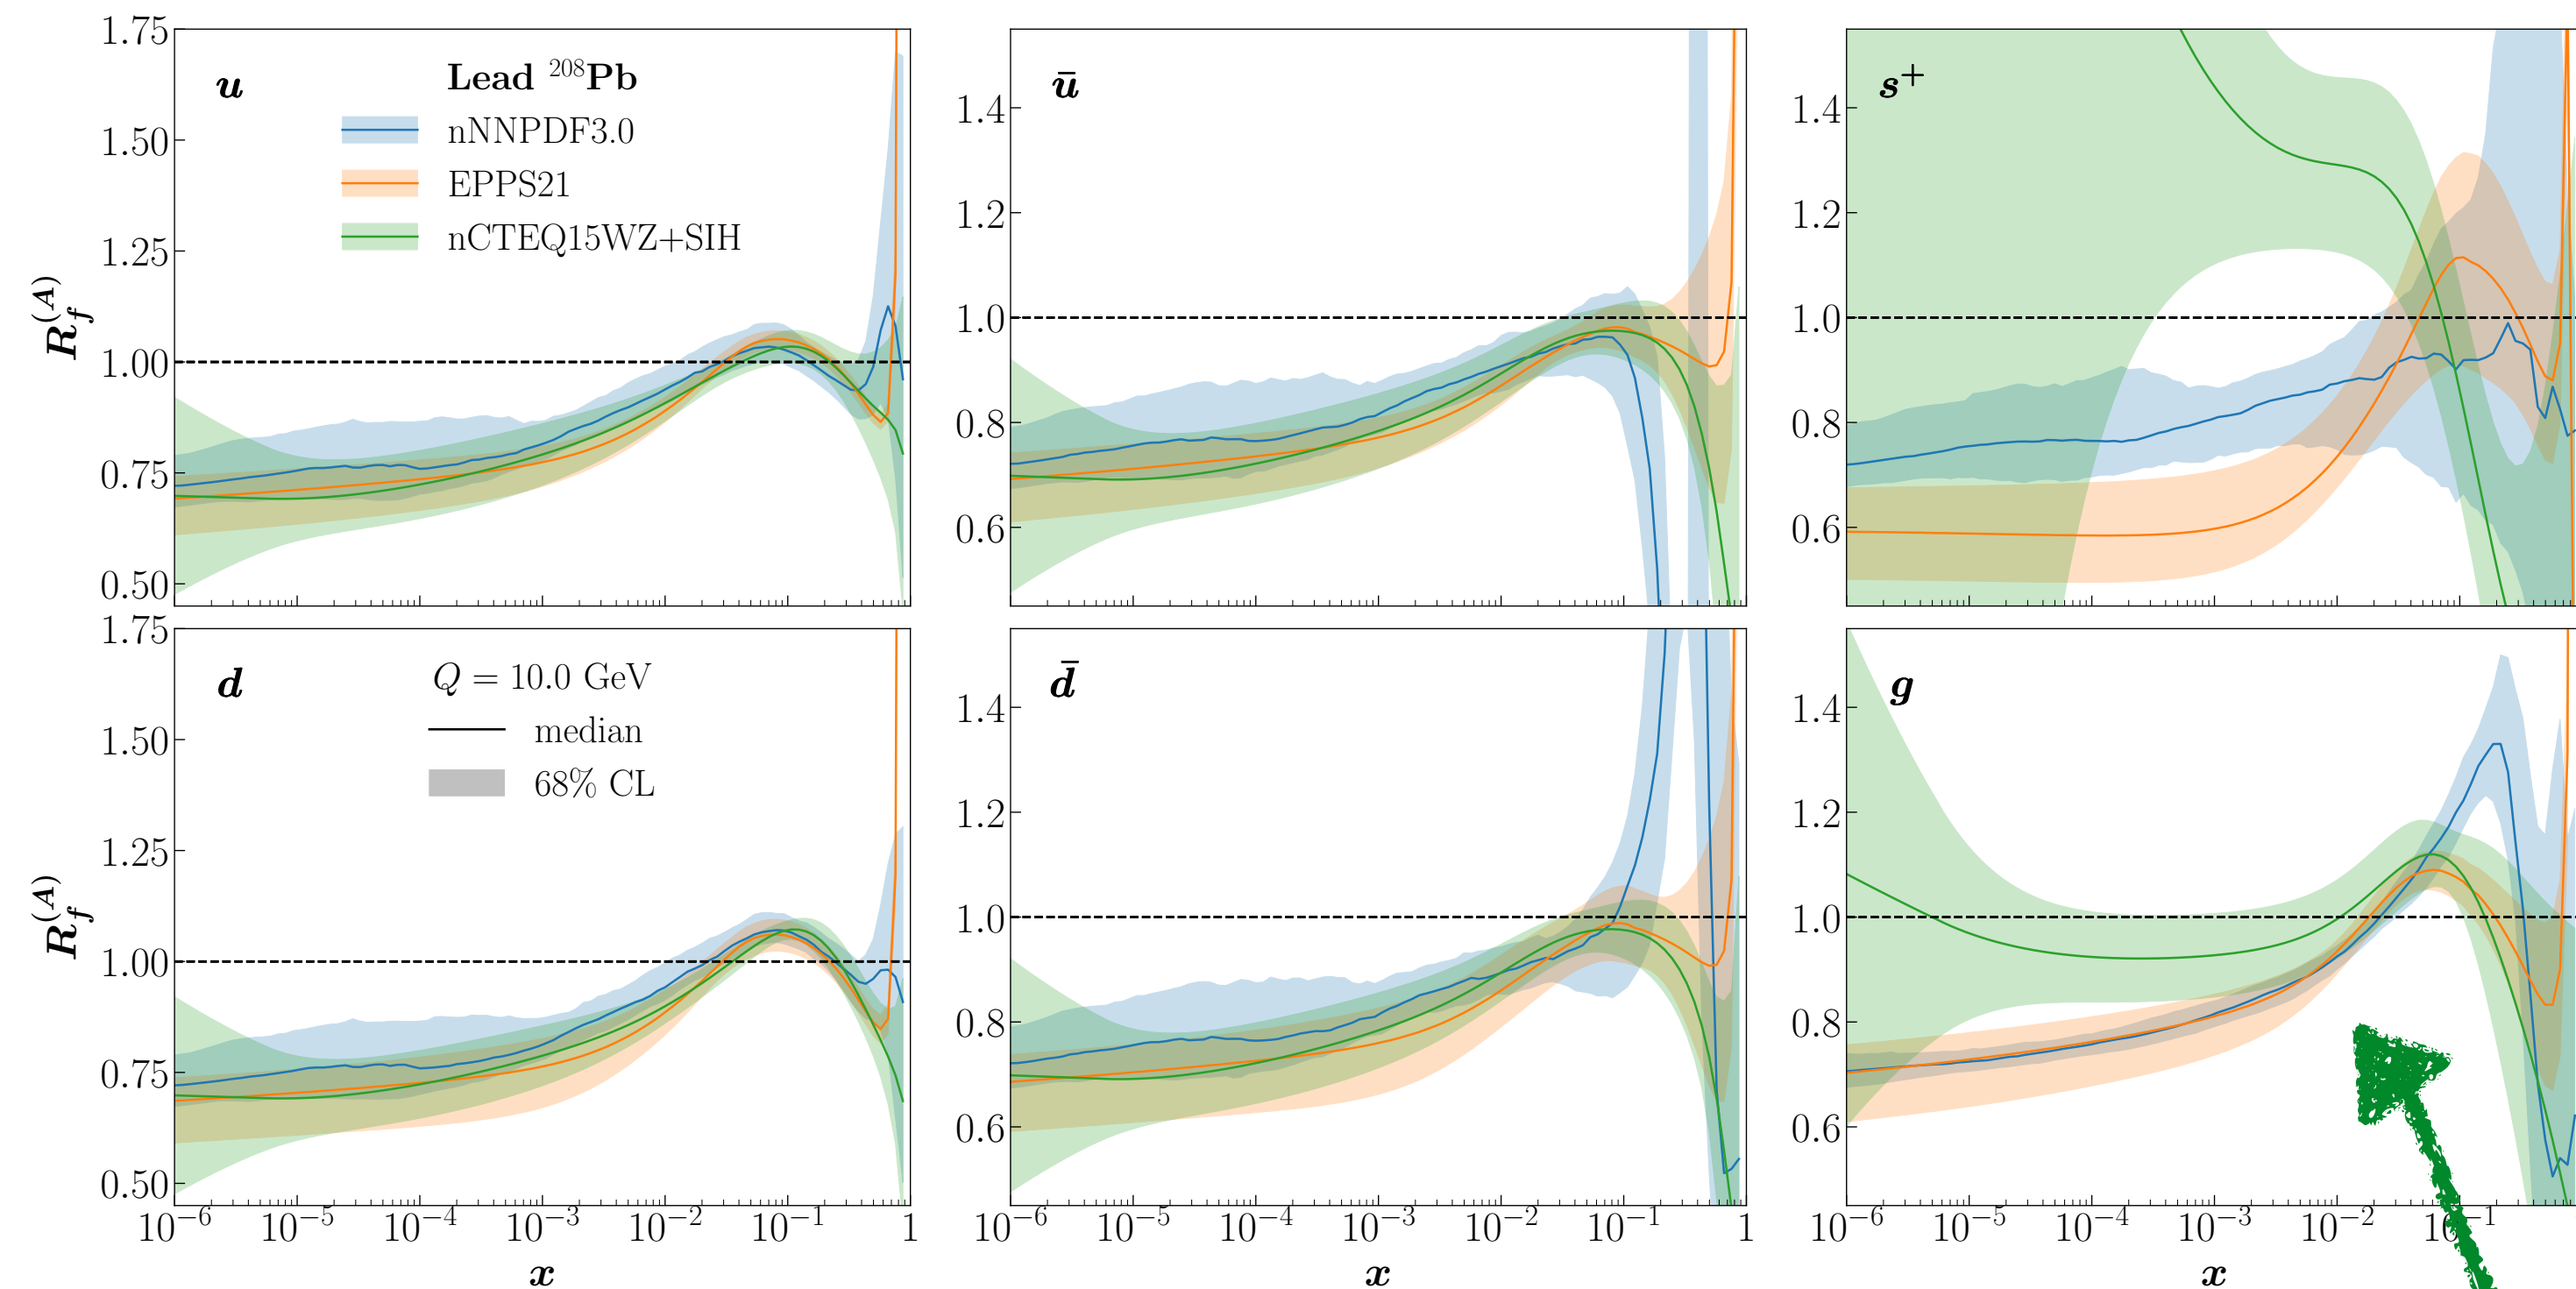 u
Lead ²⁰⁸Pb
nNNPDF3.0
EPPS21
nCTEQ15WZ+SIH
1.75
1.50
1.25
1.00
0.75
0.50
R_f^(A)
ū
1.4
1.2
1.0
0.8
0.6
s⁺
1.4
1.2
1.0
0.8
0.6
d
Q = 10.0 GeV
median
68% CL
1.75
1.50
1.25
1.00
0.75
0.50
R_f^(A)
10⁻⁶ 10⁻⁵ 10⁻⁴ 10⁻³ 10⁻² 10⁻¹ 1
x
d̄
1.4
1.2
1.0
0.8
0.6
10⁻⁶ 10⁻⁵ 10⁻⁴ 10⁻³ 10⁻² 10⁻¹ 1
x
g
1.4
1.2
1.0
0.8
0.6
10⁻⁶ 10⁻⁵ 10⁻⁴ 10⁻³ 10⁻² 10⁻¹
x